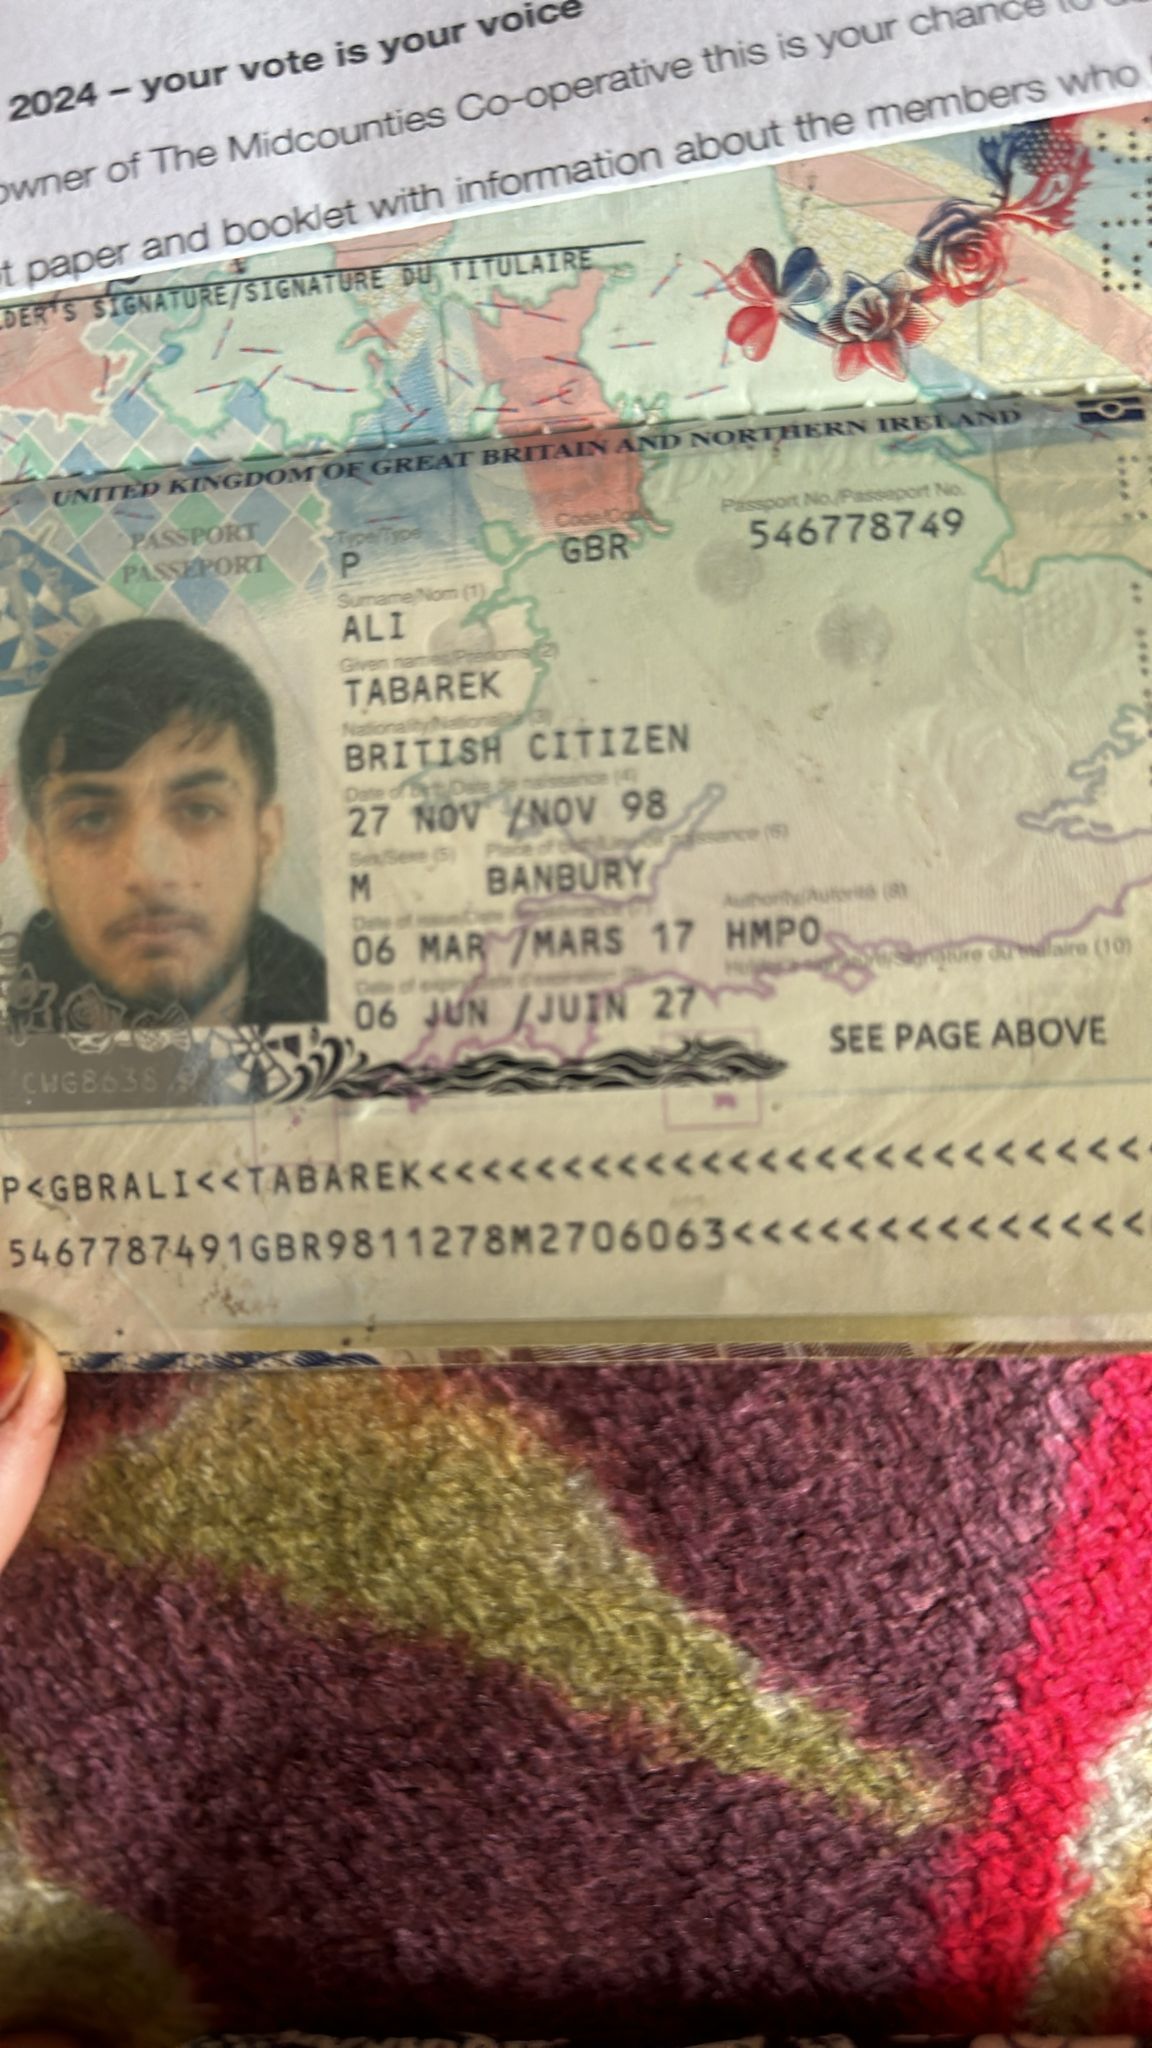 2024 – your vote is your voice
owner of The Midcounties Co-operative this is your chance to
paper and booklet with information about the members who
SIGNATURE/SIGNATURE DU TITULAIRE
UNITED KINGDOM OF GREAT BRITAIN AND NORTHERN IRELAND
PASSPORT
PASSEPORT
Type/Type
P
Code/Code
GBR
Passport No./Passeport No.
546778749
Surname/Nom (1)
ALI
Given names/Prénoms (2)
TABAREK
Nationality/Nationalité (3)
BRITISH CITIZEN
Date of birth/Date de naissance (4)
27 NOV /NOV 98
Sex/Sexe (5)
M
Place of birth/Lieu de naissance (6)
BANBURY
Date of issue/Date de délivrance (7)
06 MAR /MARS 17
Authority/Autorité (8)
HMPO
Date of expiry/Date d'expiration (9)
06 JUN /JUIN 27
Holder's signature/Signature du titulaire (10)
SEE PAGE ABOVE
P<GBRALI<<TABAREK<<<<<<<<<<<<<<<<<<<<<<<<<<<
5467787491GBR9811278M2706063<<<<<<<<<<<<<<<<